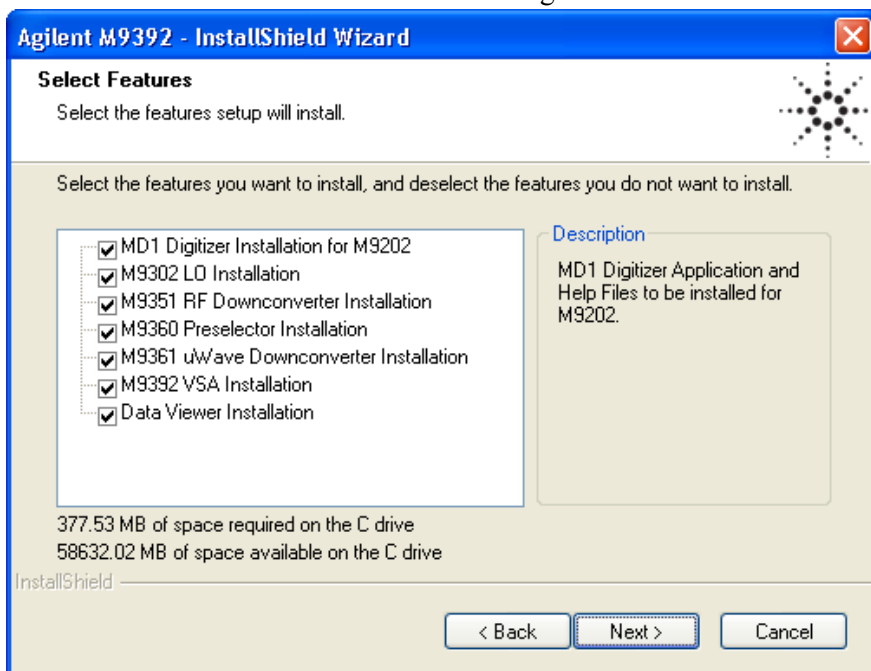 Agilent M9392 - InstallShield Wizard
Select Features
Select the features setup will install.
Select the features you want to install, and deselect the features you do not want to install.
MD1 Digitizer Installation for M9202
M9302 LO Installation
M9351 RF Downconverter Installation
M9360 Preselector Installation
M9361 uWave Downconverter Installation
M9392 VSA Installation
Data Viewer Installation
Description
MD1 Digitizer Application and
Help Files to be installed for
M9202.
377.53 MB of space required on the C drive
58632.02 MB of space available on the C drive
InstallShield
< Back
Next >
Cancel